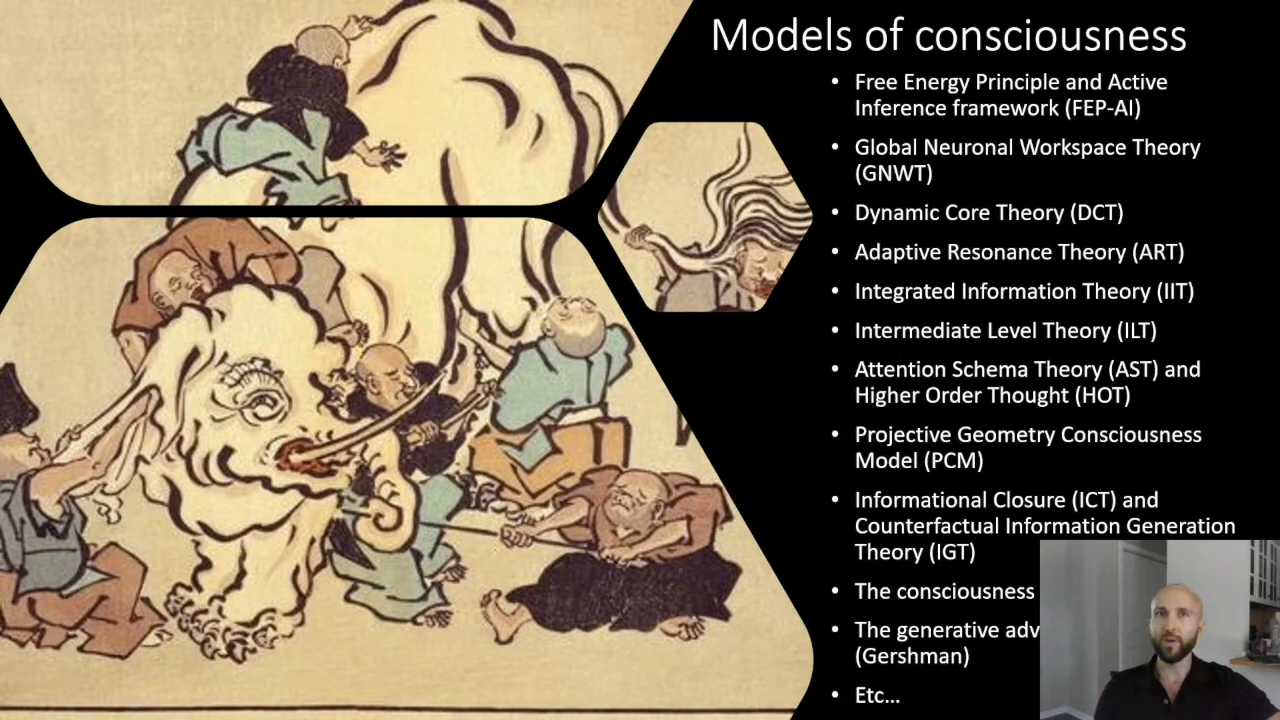 Models of consciousness
• Free Energy Principle and Active
Inference framework (FEP-AI)
• Global Neuronal Workspace Theory
(GNWT)
• Dynamic Core Theory (DCT)
• Adaptive Resonance Theory (ART)
• Integrated Information Theory (IIT)
• Intermediate Level Theory (ILT)
• Attention Schema Theory (AST) and
Higher Order Thought (HOT)
• Projective Geometry Consciousness
Model (PCM)
• Informational Closure (ICT) and
Counterfactual Information Generation
Theory (IGT)
• The consciousness
• The generative adv
(Gershman)
• Etc...